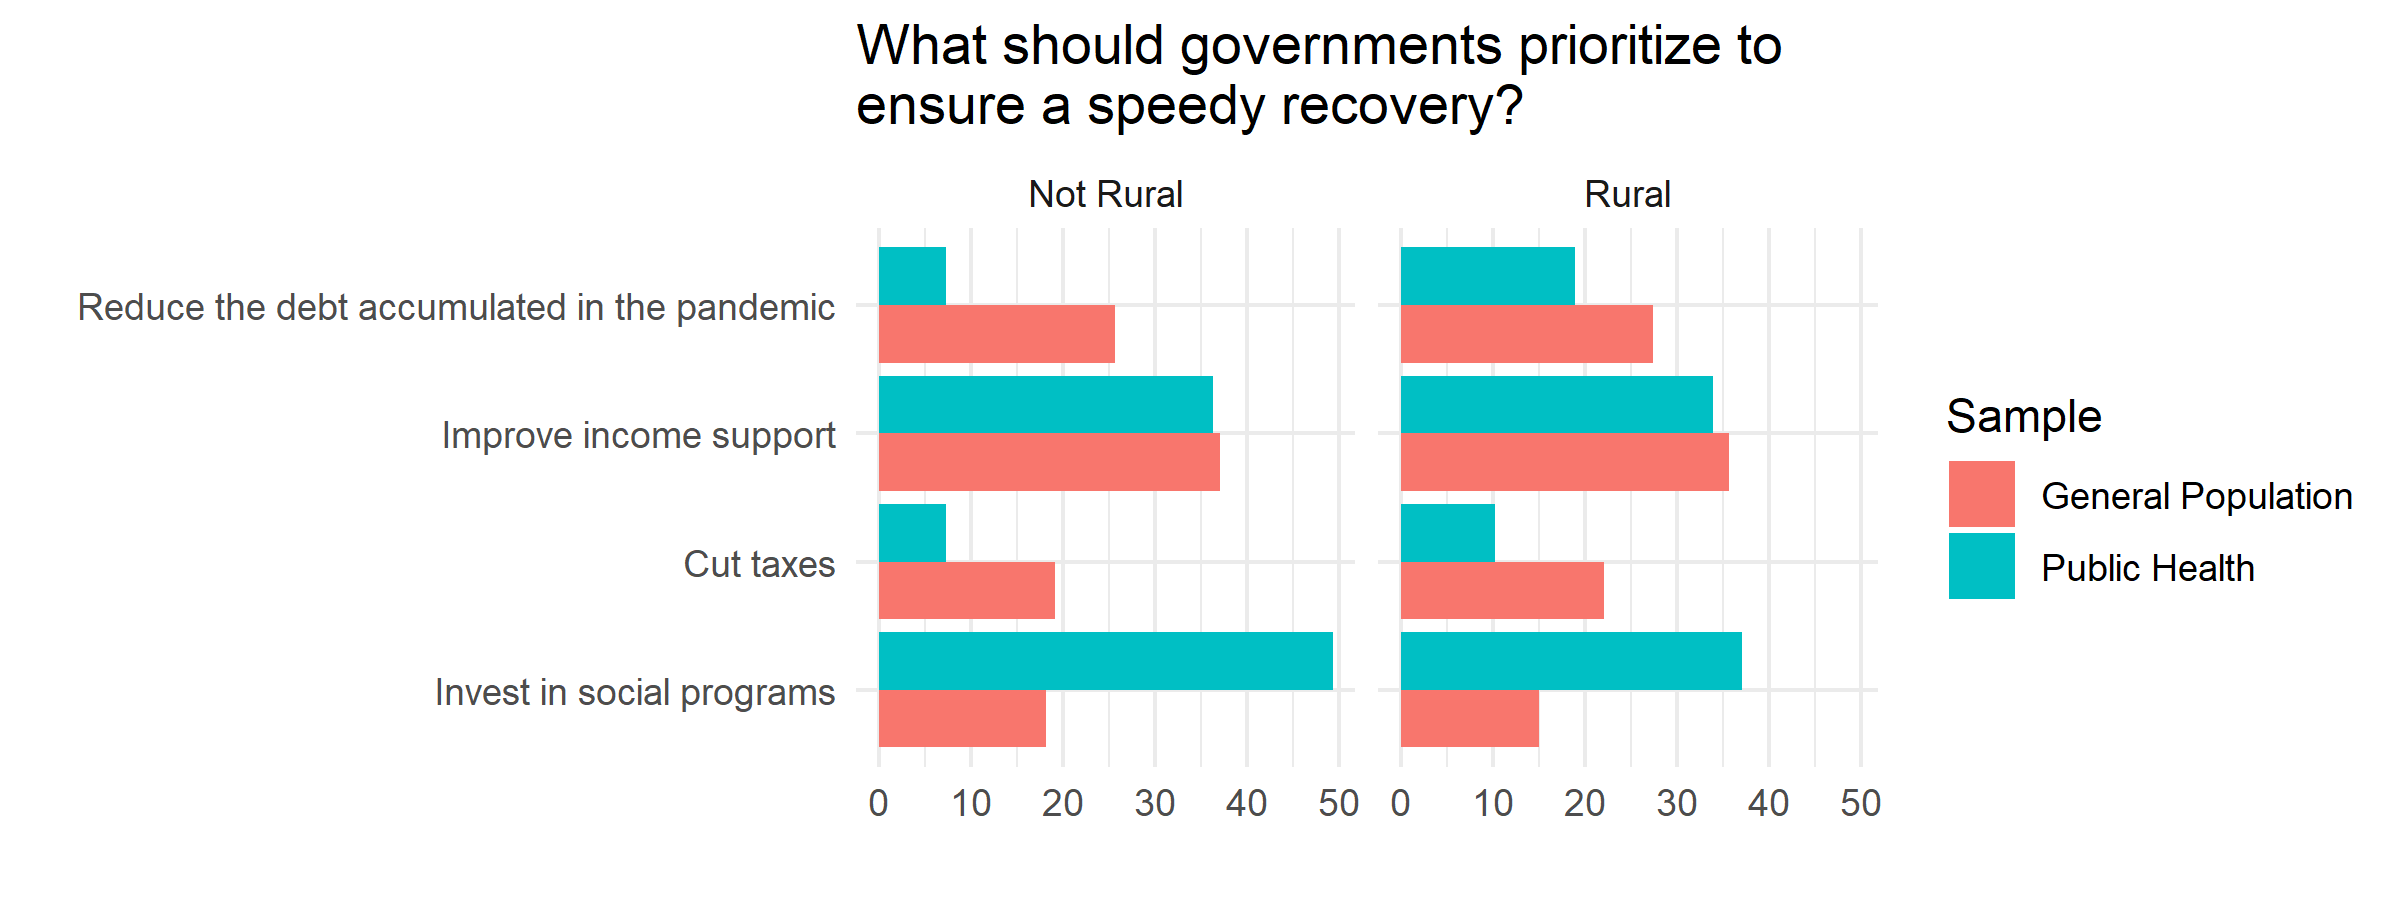 What should governments prioritize to
ensure a speedy recovery?
Not Rural
Rural
Reduce the debt accumulated in the pandemic
Improve income support
Cut taxes
Invest in social programs
0 10 20 30 40 50
0 10 20 30 40 50
Sample
General Population
Public Health